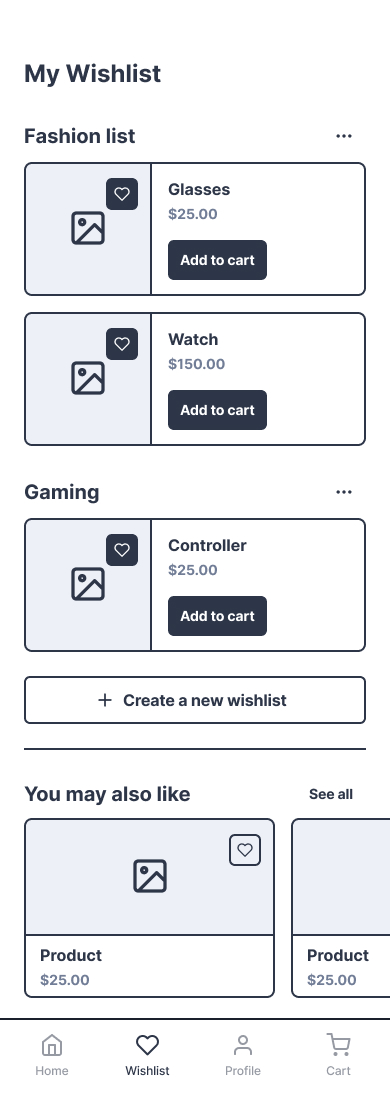 My Wishlist
Fashion list
Glasses
$25.00
Add to cart
Watch
$150.00
Add to cart
Gaming
Controller
$25.00
Add to cart
Create a new wishlist
You may also like
See all
Product
$25.00
Product
$25.00
Home
Wishlist
Profile
Cart